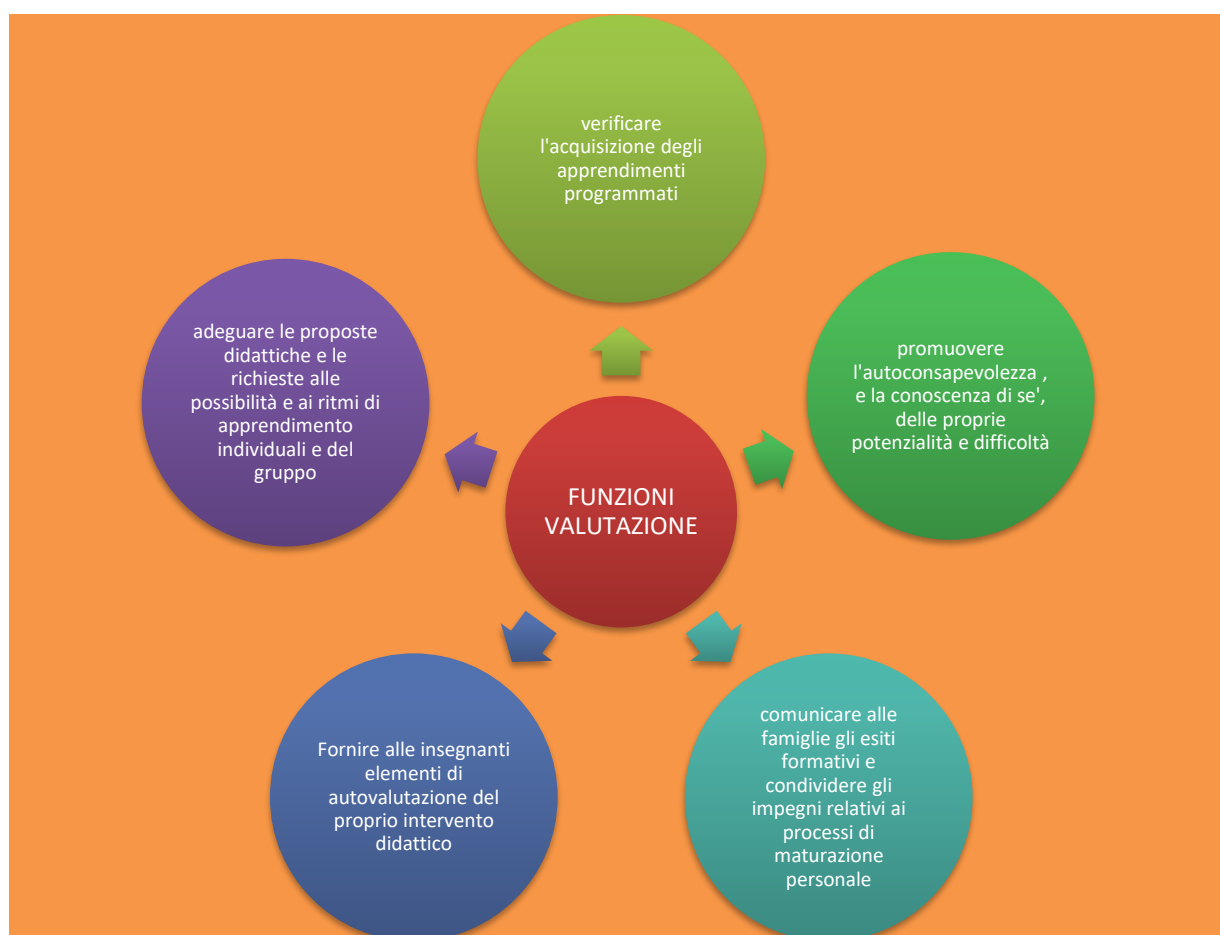 verificare
l'acquisizione degli
apprendimenti
programmati
promuovere
l'autoconsapevolezza ,
e la conoscenza di se',
delle proprie
potenzialità e difficoltà
comunicare alle
famiglie gli esiti
formativi e
condividere gli
impegni relativi ai
processi di
maturazione
personale
Fornire alle insegnanti
elementi di
autovalutazione del
proprio intervento
didattico
adeguare le proposte
didattiche e le
richieste alle
possibilità e ai ritmi di
apprendimento
individuali e del
gruppo
FUNZIONI
VALUTAZIONE